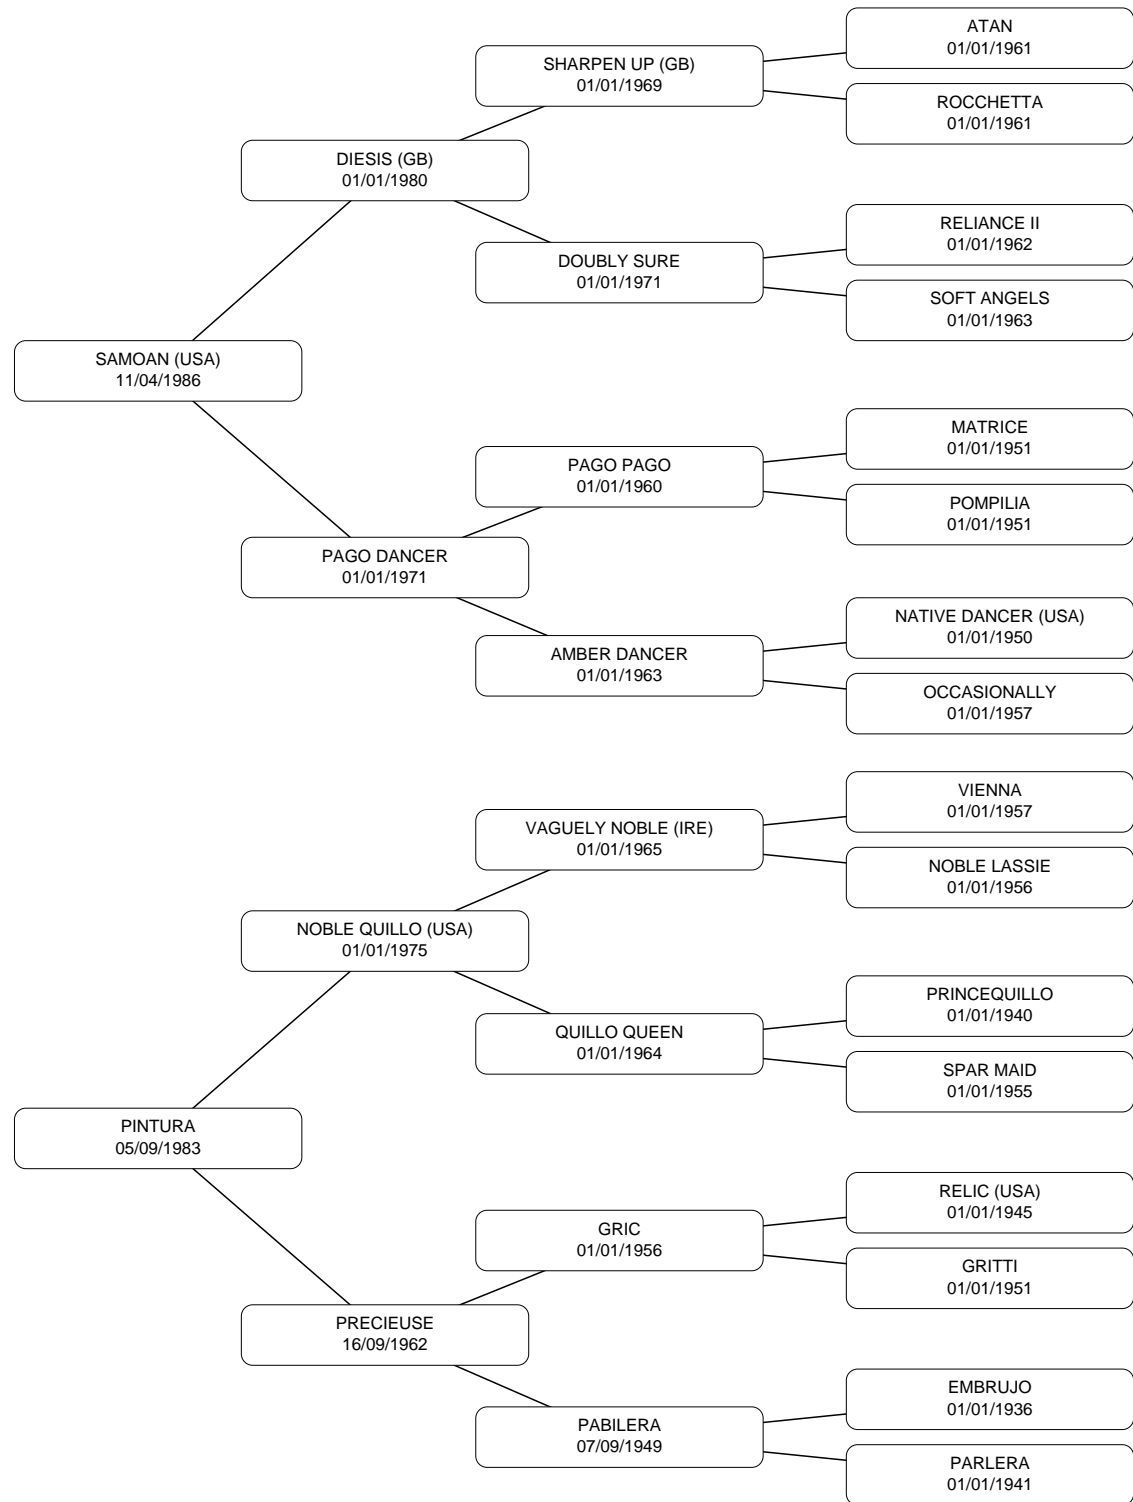 ATAN
01/01/1961
SHARPEN UP (GB)
01/01/1969
ROCCHETTA
01/01/1961
DIESIS (GB)
01/01/1980
RELIANCE II
01/01/1962
DOUBLY SURE
01/01/1971
SOFT ANGELS
01/01/1963
SAMOAN (USA)
11/04/1986
MATRICE
01/01/1951
PAGO PAGO
01/01/1960
POMPILIA
01/01/1951
PAGO DANCER
01/01/1971
NATIVE DANCER (USA)
01/01/1950
AMBER DANCER
01/01/1963
OCCASIONALLY
01/01/1957
VIENNA
01/01/1957
VAGUELY NOBLE (IRE)
01/01/1965
NOBLE LASSIE
01/01/1956
NOBLE QUILLO (USA)
01/01/1975
PRINCEQUILLO
01/01/1940
QUILLO QUEEN
01/01/1964
SPAR MAID
01/01/1955
PINTURA
05/09/1983
RELIC (USA)
01/01/1945
GRIC
01/01/1956
GRITTI
01/01/1951
PRECIEUSE
16/09/1962
EMBRUJO
01/01/1936
PABILERA
07/09/1949
PARLERA
01/01/1941